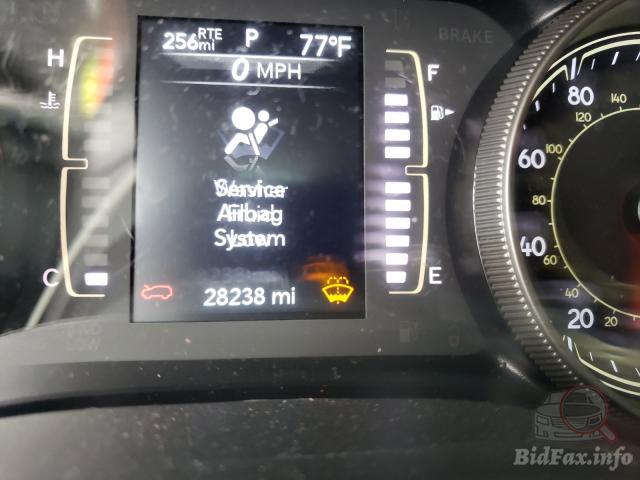 256 RTE mi P 77°F
BRAKE
0 MPH
H F
Service
Airbag
System
C E
28238 mi
80
60
40
20
140
120
100
80
60
40
20
BidFax.info